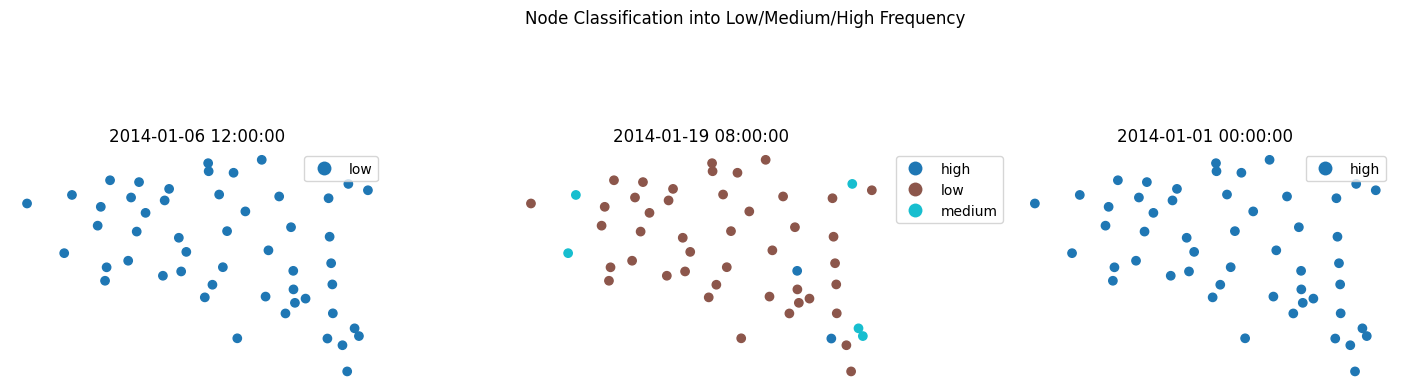 Node Classification into Low/Medium/High Frequency
2014-01-06 12:00:00
low
2014-01-19 08:00:00
high
low
medium
2014-01-01 00:00:00
high